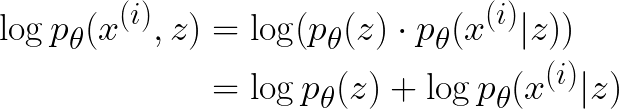 log p_θ(x^(i), z) = log(p_θ(z) · p_θ(x^(i)|z))
= log p_θ(z) + log p_θ(x^(i)|z)